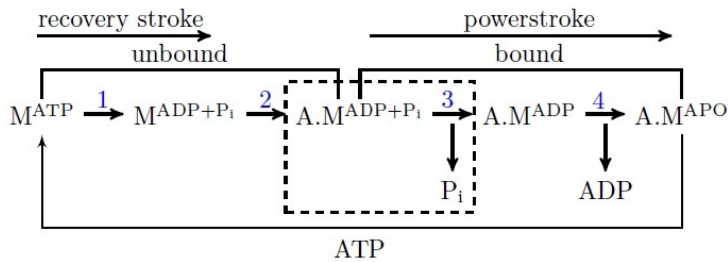 recovery stroke powerstroke
unbound bound
M^ATP 1 M^ADP+Pi 2 A.M^ADP+Pi 3 A.M^ADP 4 A.M^APO
Pi ADP
ATP